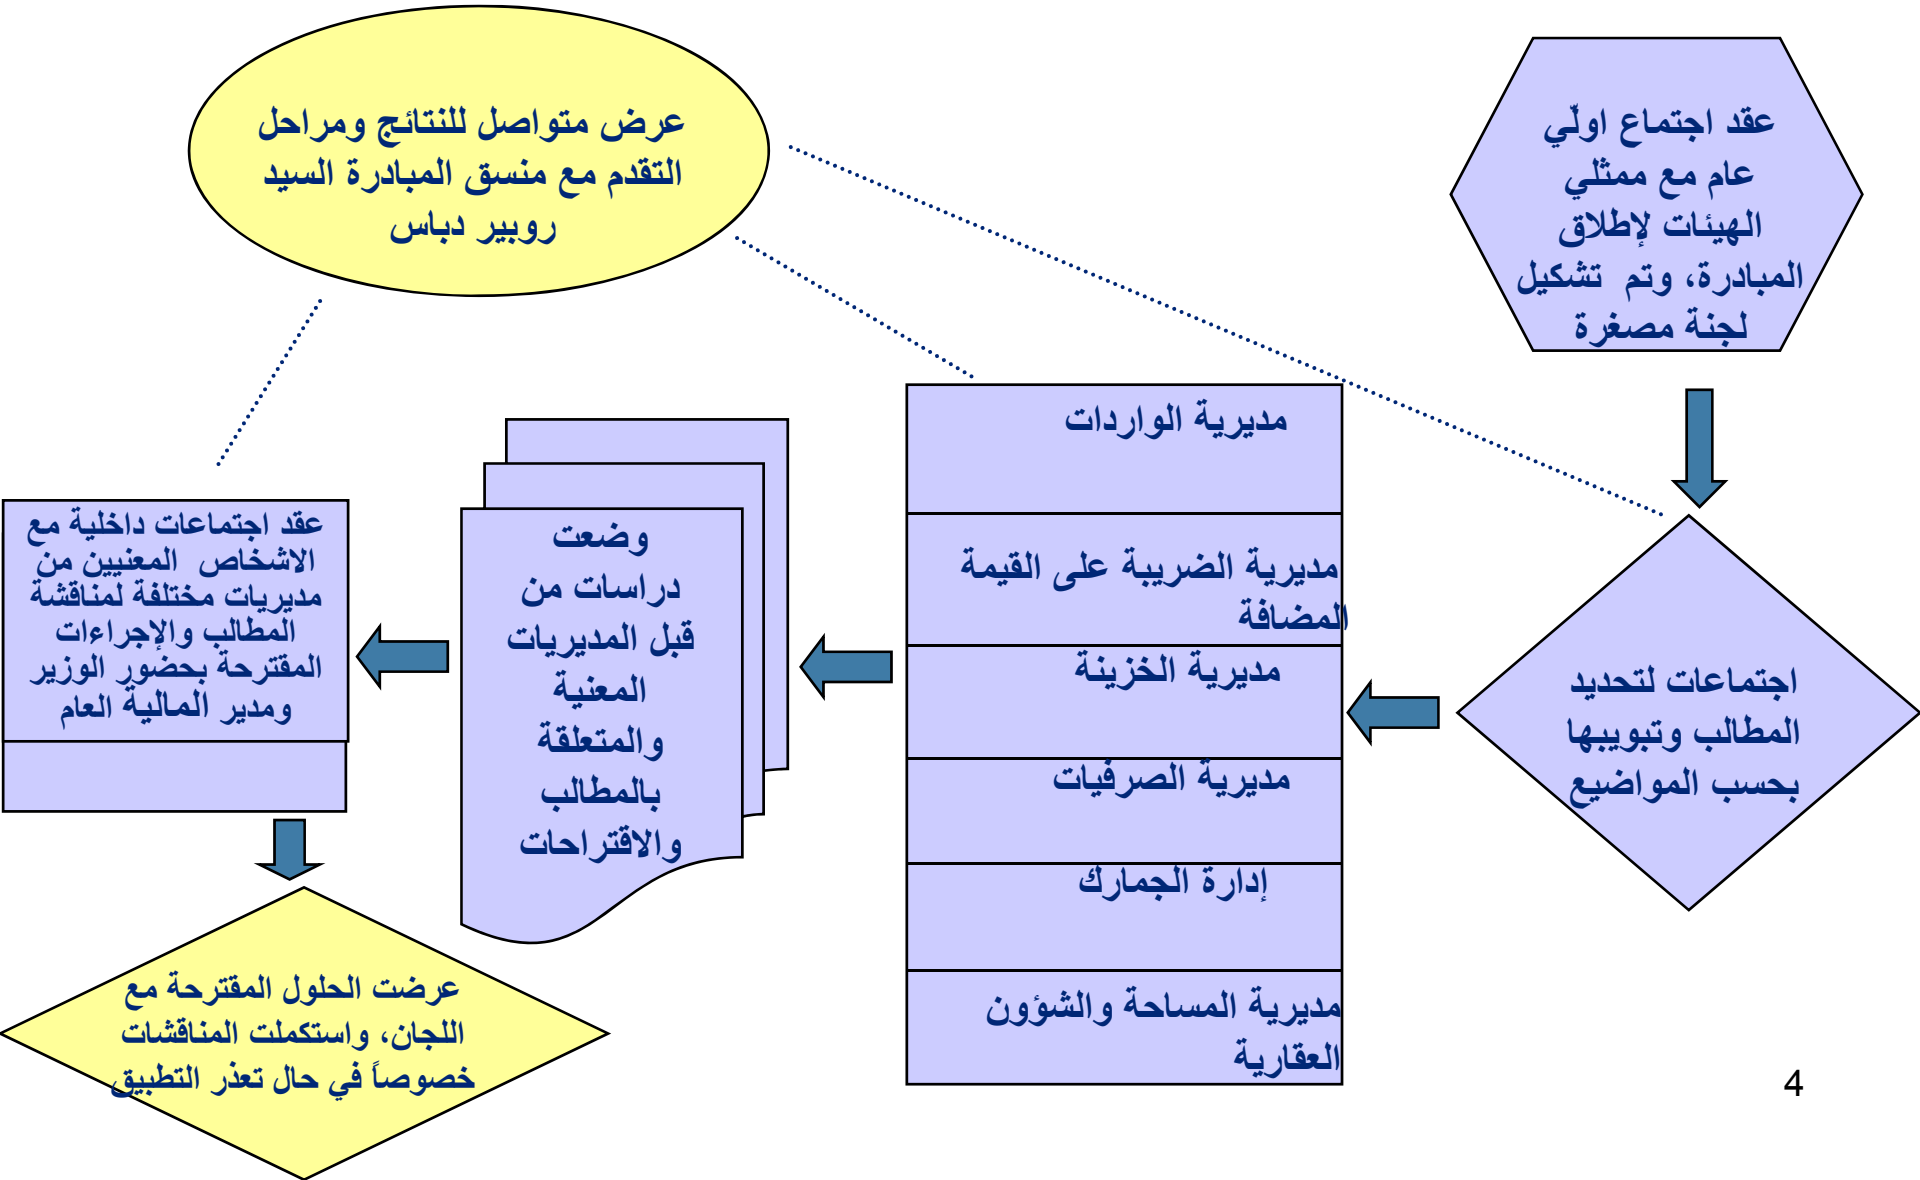 عقد اجتماع اولّي
عام مع ممثلي
الهيئات لإطلاق
المبادرة، وتم تشكيل
لجنة مصغرة
عرض متواصل للنتائج ومراحل
التقدم مع منسق المبادرة السيد
روبير دباس
اجتماعات لتحديد
المطالب وتبويبها
بحسب المواضيع
مديرية الواردات
مديرية الضريبة على القيمة
المضافة
مديرية الخزينة
مديرية الصرفيات
إدارة الجمارك
مديرية المساحة والشؤون
العقارية
وضعت
دراسات من
قبل المديريات
المعنية
والمتعلقة
بالمطالب
والاقتراحات
عقد اجتماعات داخلية مع
الاشخاص المعنيين من
مديريات مختلفة لمناقشة
المطالب والإجراءات
المقترحة بحضور الوزير
ومدير المالية العام
عرضت الحلول المقترحة مع
اللجان، واستكملت المناقشات
خصوصاً في حال تعذر التطبيق
4